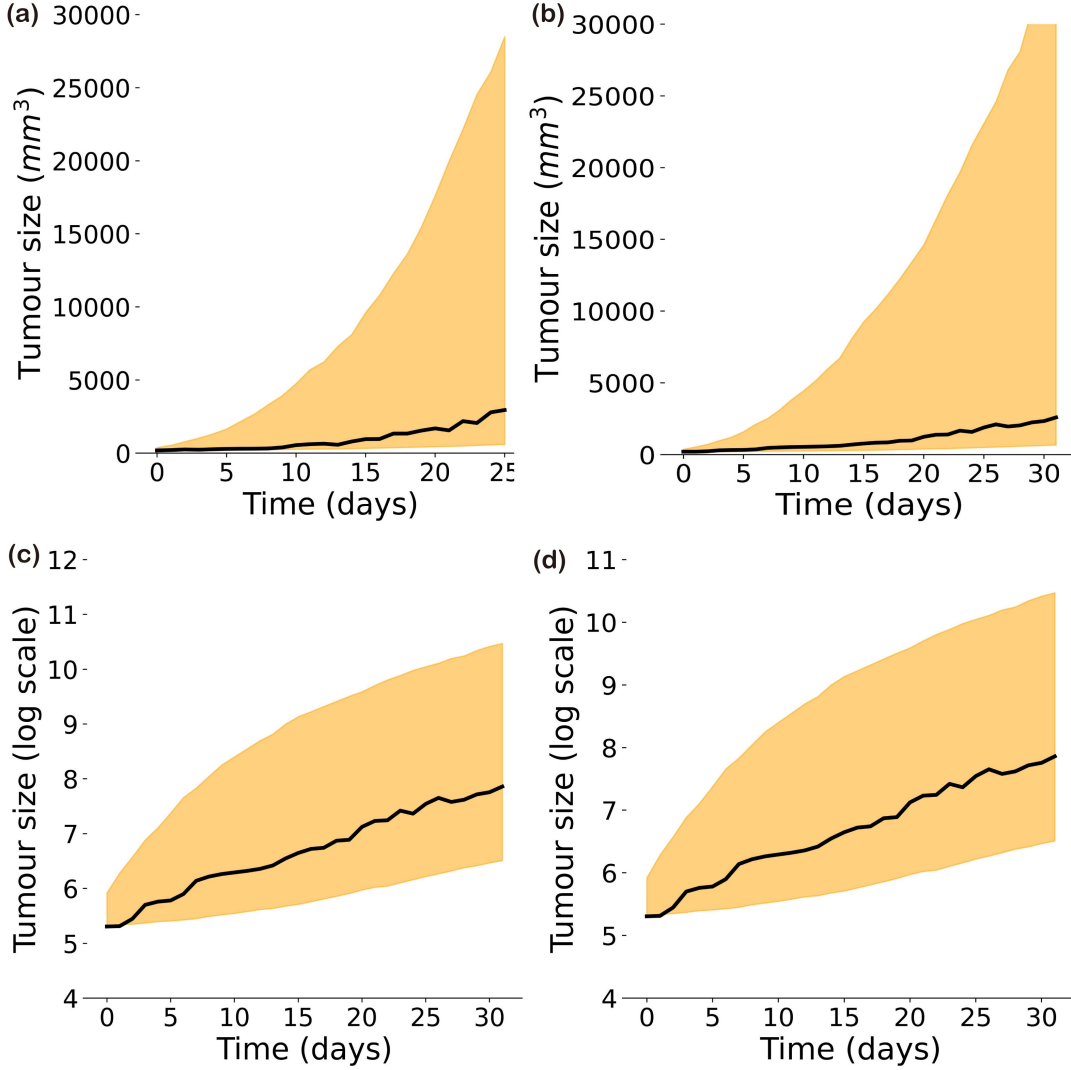 (a)
30000
25000
20000
15000
10000
5000
0
Tumour size (mm³)
0 5 10 15 20 25
Time (days)
(b)
30000
25000
20000
15000
10000
5000
0
Tumour size (mm³)
0 5 10 15 20 25 30
Time (days)
(c)
12
11
10
9
8
7
6
5
4
Tumour size (log scale)
0 5 10 15 20 25 30
Time (days)
(d)
11
10
9
8
7
6
5
4
Tumour size (log scale)
0 5 10 15 20 25 30
Time (days)